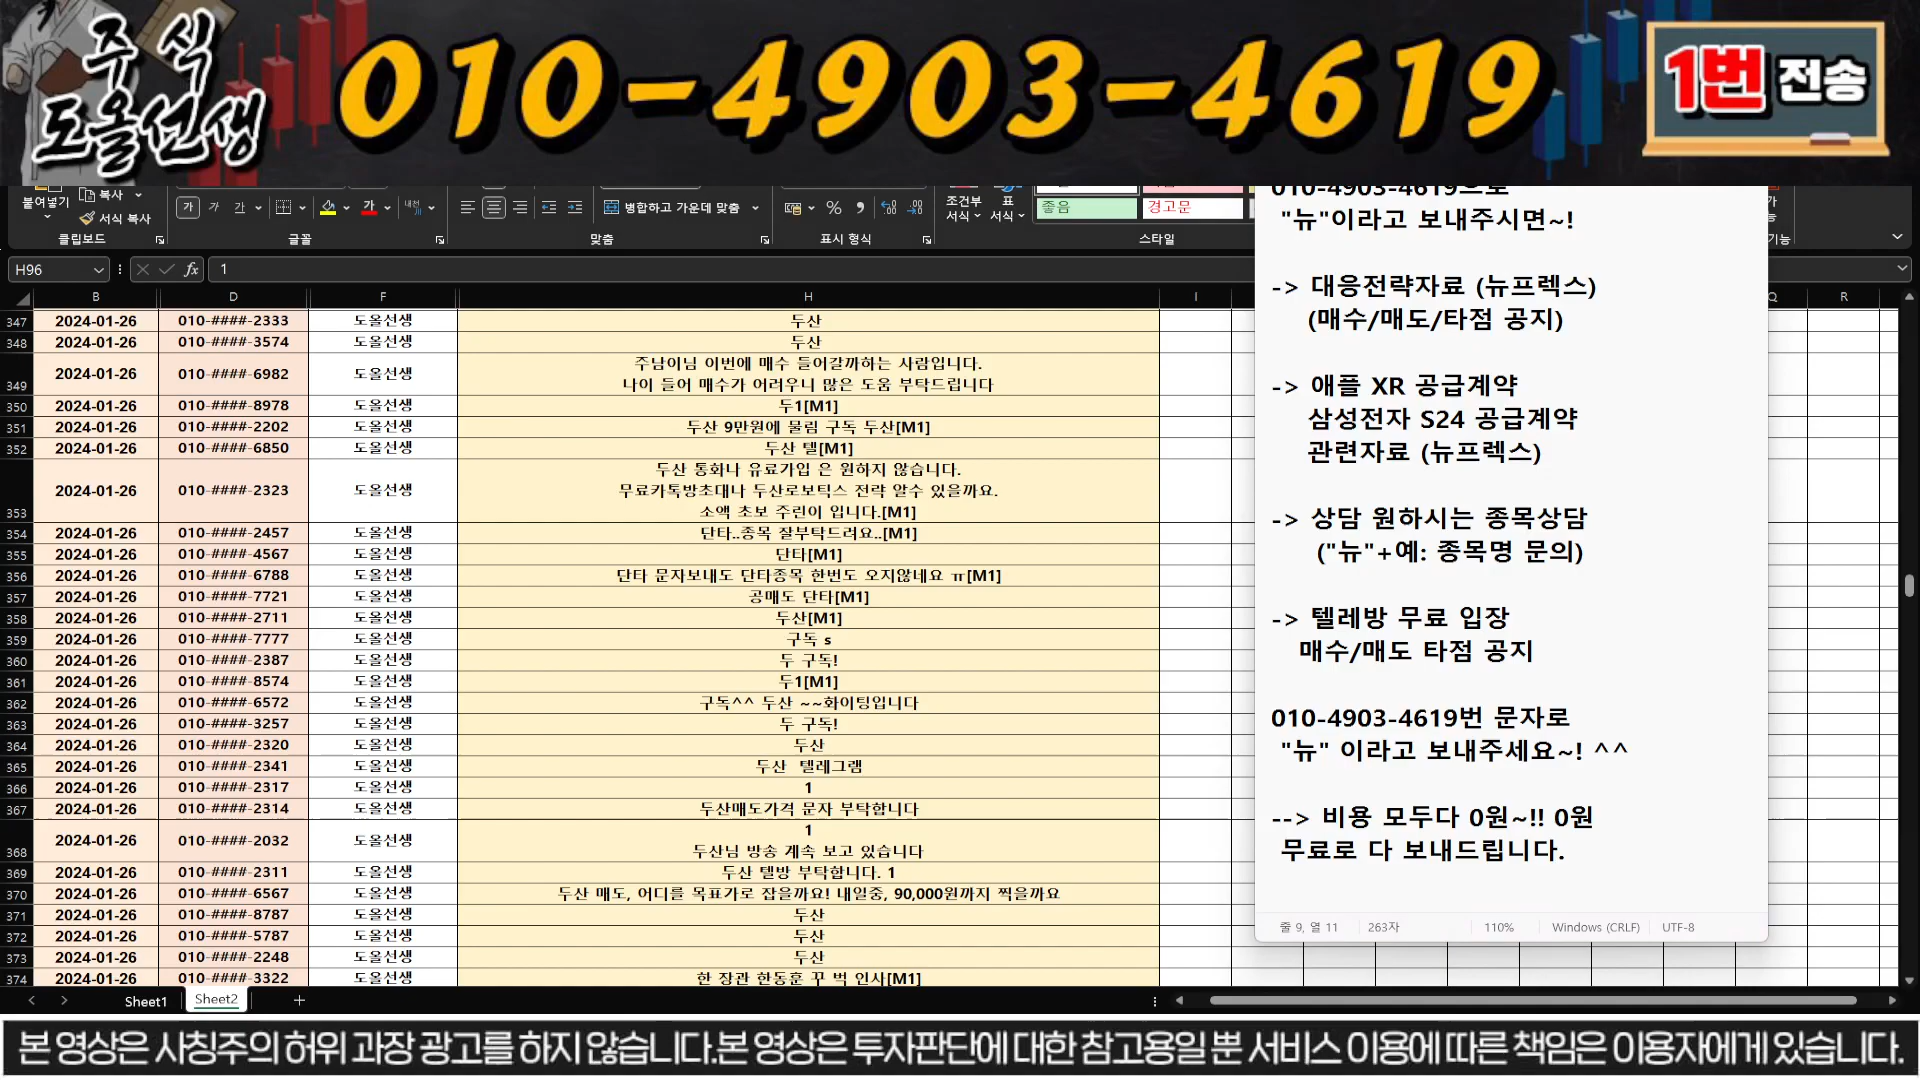 주식
도올선생
010-4903-4619
1번 전송
붙여넣기
복사
서식 복사
가 가 가 가
병합하고 가운데 맞춤
%
조건부
서식
표
서식
좋음
경고문
클립보드
글꼴
맞춤
표시 형식
스타일
H96
fx
1
B D F H I Q R
347 2024-01-26 010-####-2333 도올선생 두산
348 2024-01-26 010-####-3574 도올선생 두산
349 2024-01-26 010-####-6982 도올선생 주남이님 이번에 매수 들어갈까하는 사람입니다.
나이 들어 매수가 어려우니 많은 도움 부탁드립니다
350 2024-01-26 010-####-8978 도올선생 두1[M1]
351 2024-01-26 010-####-2202 도올선생 두산 9만원에 물림 구독 두산[M1]
352 2024-01-26 010-####-6850 도올선생 두산 텔[M1]
353 2024-01-26 010-####-2323 도올선생 두산 통화나 유료가입 은 원하지 않습니다.
무료카톡방초대나 두산로보틱스 전략 알수 있을까요.
소액 초보 주린이 입니다.[M1]
354 2024-01-26 010-####-2457 도올선생 단타..종목 잘부탁드려요..[M1]
355 2024-01-26 010-####-4567 도올선생 단타[M1]
356 2024-01-26 010-####-6788 도올선생 단타 문자보내도 단타종목 한번도 오지않네요 ㅠ[M1]
357 2024-01-26 010-####-7721 도올선생 공매도 단타[M1]
358 2024-01-26 010-####-2711 도올선생 두산[M1]
359 2024-01-26 010-####-7777 도올선생 구독 s
360 2024-01-26 010-####-2387 도올선생 두 구독!
361 2024-01-26 010-####-8574 도올선생 두1[M1]
362 2024-01-26 010-####-6572 도올선생 구독^^ 두산 ~~화이팅입니다
363 2024-01-26 010-####-3257 도올선생 두 구독!
364 2024-01-26 010-####-2320 도올선생 두산
365 2024-01-26 010-####-2341 도올선생 두산 텔레그램
366 2024-01-26 010-####-2317 도올선생 1
367 2024-01-26 010-####-2314 도올선생 두산매도가격 문자 부탁합니다
368 2024-01-26 010-####-2032 도올선생 1
두산님 방송 계속 보고 있습니다
369 2024-01-26 010-####-2311 도올선생 두산 텔방 부탁합니다. 1
370 2024-01-26 010-####-6567 도올선생 두산 매도, 어디를 목표가로 잡을까요! 내일중, 90,000원까지 찍을까요
371 2024-01-26 010-####-8787 도올선생 두산
372 2024-01-26 010-####-5787 도올선생 두산
373 2024-01-26 010-####-2248 도올선생 두산
374 2024-01-26 010-####-3322 도올선생 한 장관 한동훈 꾸 벅 인사[M1]
Sheet1 Sheet2 +
010-4903-4619으로
"뉴"이라고 보내주시면~!
-> 대응전략자료 (뉴프렉스)
(매수/매도/타점 공지)
-> 애플 XR 공급계약
삼성전자 S24 공급계약
관련자료 (뉴프렉스)
-> 상담 원하시는 종목상담
("뉴"+예: 종목명 문의)
-> 텔레방 무료 입장
매수/매도 타점 공지
010-4903-4619번 문자로
"뉴" 이라고 보내주세요~! ^^
--> 비용 모두다 0원~!! 0원
무료로 다 보내드립니다.
줄 9, 열 11 263자 110% Windows (CRLF) UTF-8
본 영상은 사칭주의 허위 과장 광고를 하지 않습니다.본 영상은 투자판단에 대한 참고용일 뿐 서비스 이용에 따른 책임은 이용자에게 있습니다.